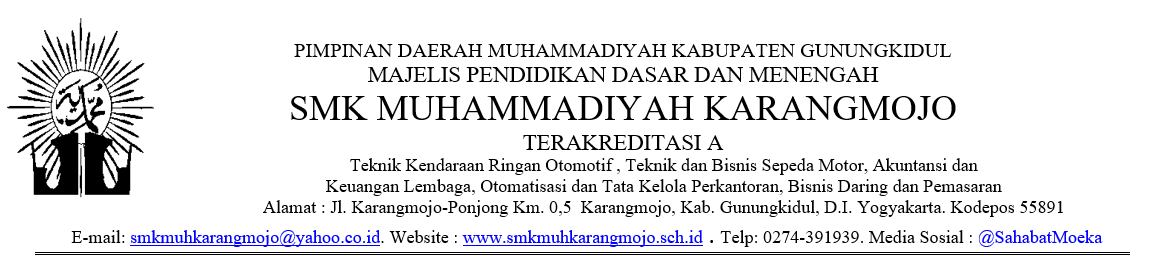 PIMPINAN DAERAH MUHAMMADIYAH KABUPATEN GUNUNGKIDUL
MAJELIS PENDIDIKAN DASAR DAN MENENGAH
SMK MUHAMMADIYAH KARANGMOJO
TERAKREDITASI A
Teknik Kendaraan Ringan Otomotif , Teknik dan Bisnis Sepeda Motor, Akuntansi dan
Keuangan Lembaga, Otomatisasi dan Tata Kelola Perkantoran, Bisnis Daring dan Pemasaran
Alamat : Jl. Karangmojo-Ponjong Km. 0,5 Karangmojo, Kab. Gunungkidul, D.I. Yogyakarta. Kodepos 55891
E-mail: smkmuhkarangmojo@yahoo.co.id. Website : www.smkmuhkarangmojo.sch.id . Telp: 0274-391939. Media Sosial : @SahabatMoeka